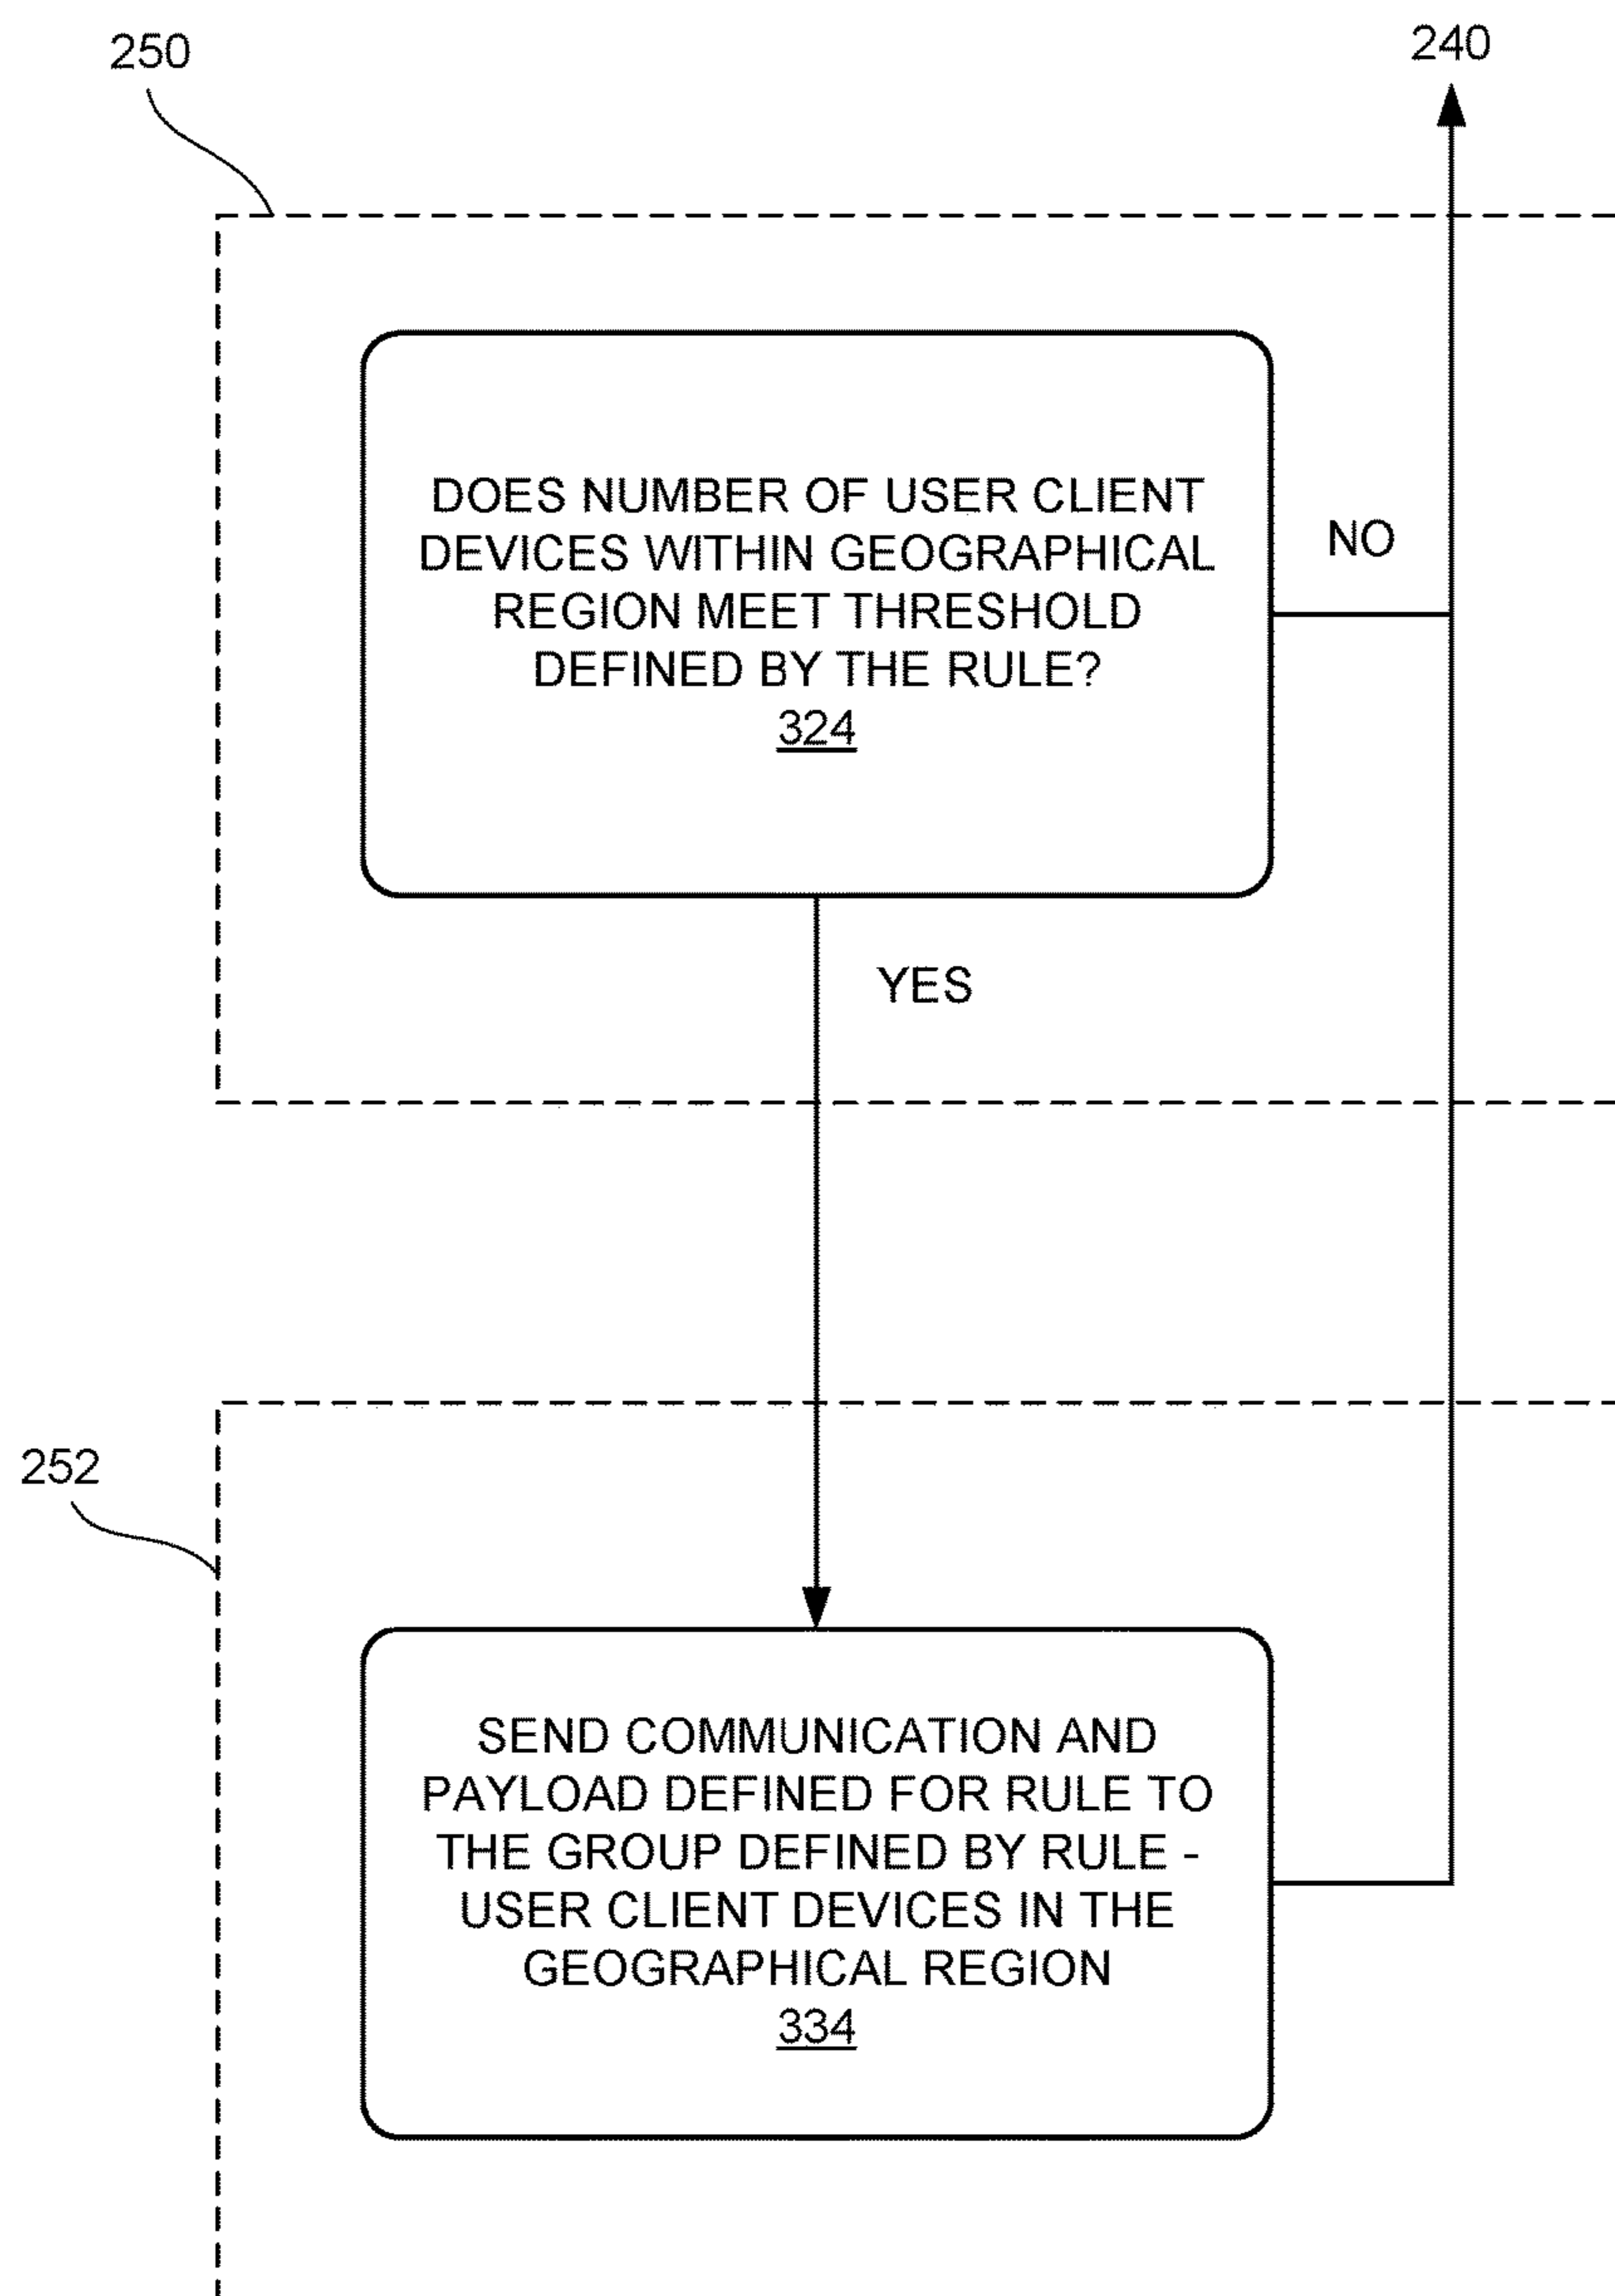 250
240
DOES NUMBER OF USER CLIENT
DEVICES WITHIN GEOGRAPHICAL
REGION MEET THRESHOLD
DEFINED BY THE RULE?
324
NO
YES
252
SEND COMMUNICATION AND
PAYLOAD DEFINED FOR RULE TO
THE GROUP DEFINED BY RULE -
USER CLIENT DEVICES IN THE
GEOGRAPHICAL REGION
334